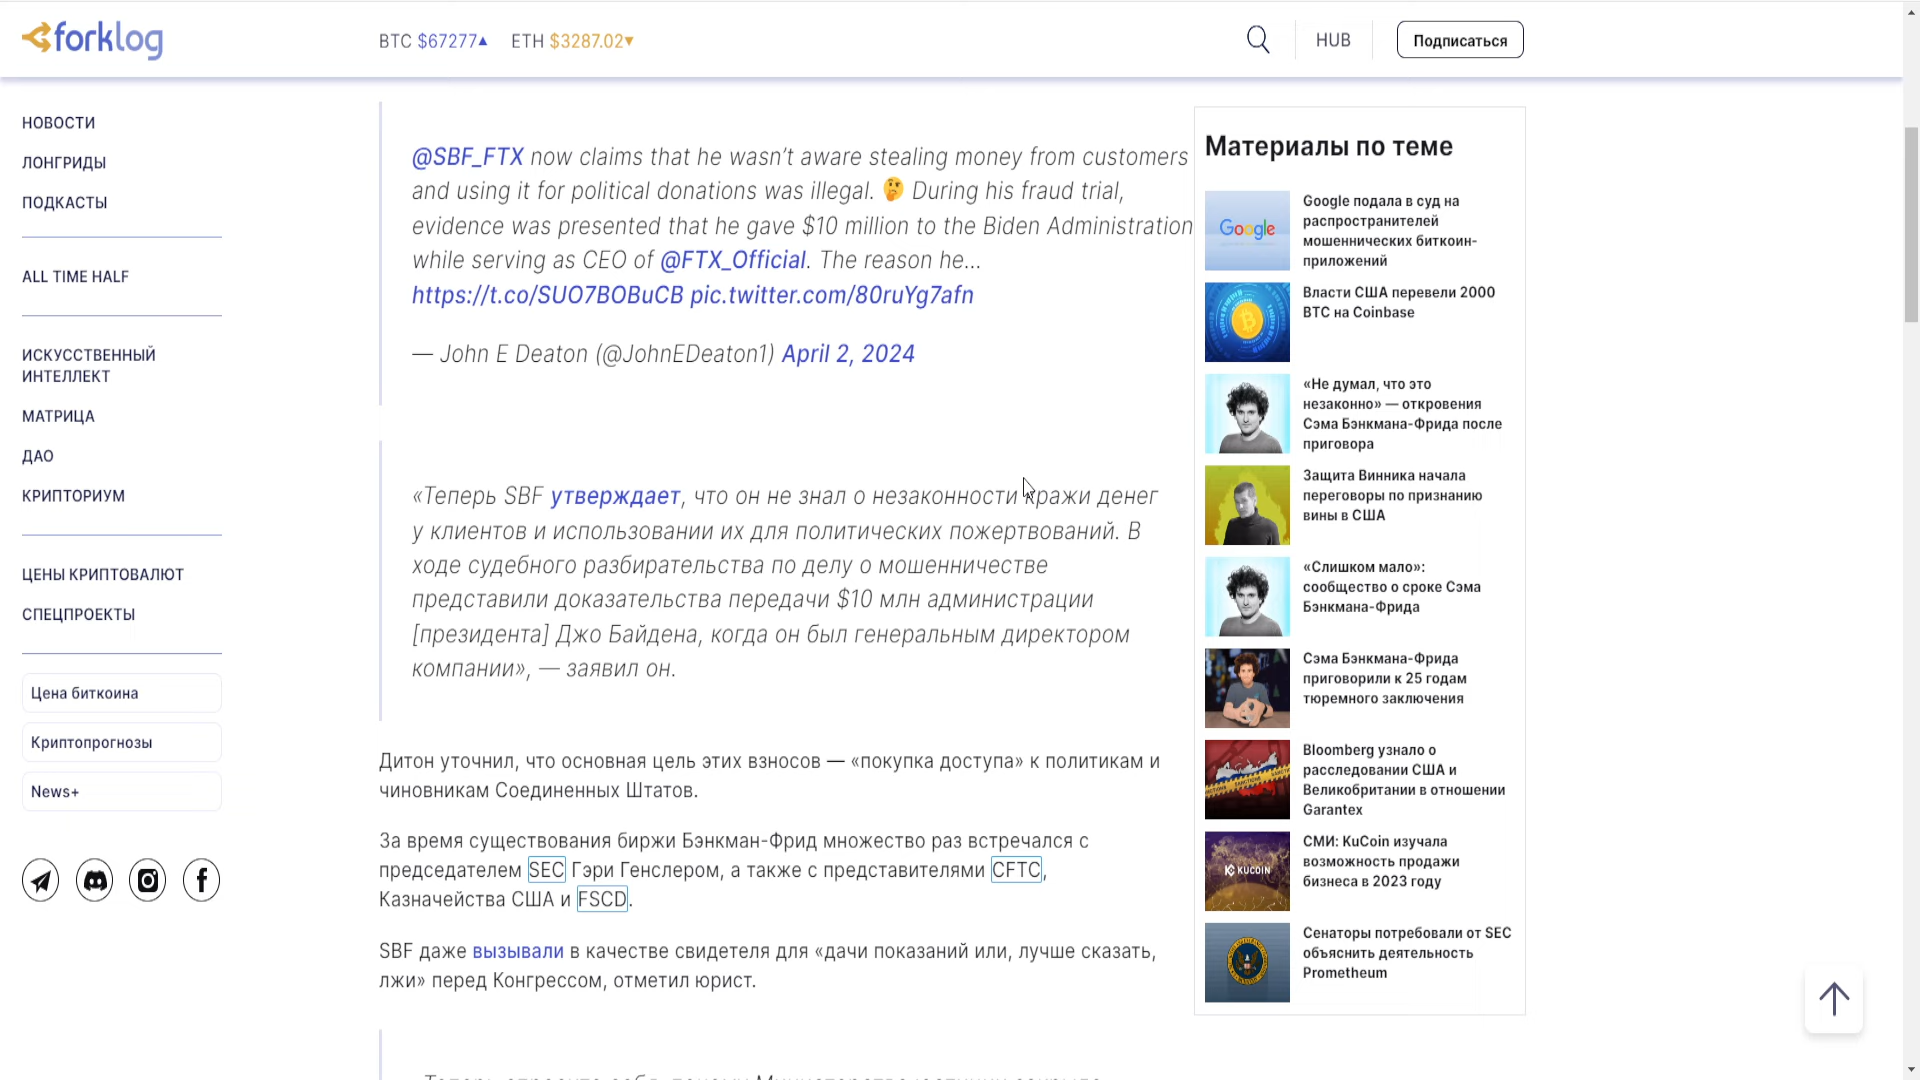 forklog
BTC $67277▲ ETH $3287.02▼
HUB
Подписаться
НОВОСТИ
ЛОНГРИДЫ
ПОДКАСТЫ
ALL TIME HALF
ИСКУССТВЕННЫЙ
ИНТЕЛЛЕКТ
МАТРИЦА
ДАО
КРИПТОРИУМ
ЦЕНЫ КРИПТОВАЛЮТ
СПЕЦПРОЕКТЫ
Цена биткоина
Криптопрогнозы
News+
@SBF_FTX now claims that he wasn’t aware stealing money from customers
and using it for political donations was illegal. 🤔 During his fraud trial,
evidence was presented that he gave $10 million to the Biden Administration
while serving as CEO of @FTX_Official. The reason he…
https://t.co/SUO7BOBuCB pic.twitter.com/80ruYg7afn
— John E Deaton (@JohnEDeaton1) April 2, 2024
«Теперь SBF утверждает, что он не знал о незаконности кражи денег
у клиентов и использовании их для политических пожертвований. В
ходе судебного разбирательства по делу о мошенничестве
представили доказательства передачи $10 млн администрации
[президента] Джо Байдена, когда он был генеральным директором
компании», — заявил он.
Дитон уточнил, что основная цель этих взносов — «покупка доступа» к политикам и
чиновникам Соединенных Штатов.
За время существования биржи Бэнкман-Фрид множество раз встречался с
председателем SEC Гэри Генслером, а также с представителями CFTC,
Казначейства США и FSCD.
SBF даже вызывали в качестве свидетеля для «дачи показаний или, лучше сказать,
лжи» перед Конгрессом, отметил юрист.
Материалы по теме
Google
Google подала в суд на
распространителей
мошеннических биткоин-
приложений
Власти США перевели 2000
BTC на Coinbase
«Не думал, что это
незаконно» — откровения
Сэма Бэнкмана-Фрида после
приговора
Защита Винника начала
переговоры по признанию
вины в США
«Слишком мало»:
сообщество о сроке Сэма
Бэнкмана-Фрида
Сэма Бэнкмана-Фрида
приговорили к 25 годам
тюремного заключения
Bloomberg узнало о
расследовании США и
Великобритании в отношении
Garantex
KUCOIN
СМИ: KuCoin изучала
возможность продажи
бизнеса в 2023 году
Сенаторы потребовали от SEC
объяснить деятельность
Prometheum